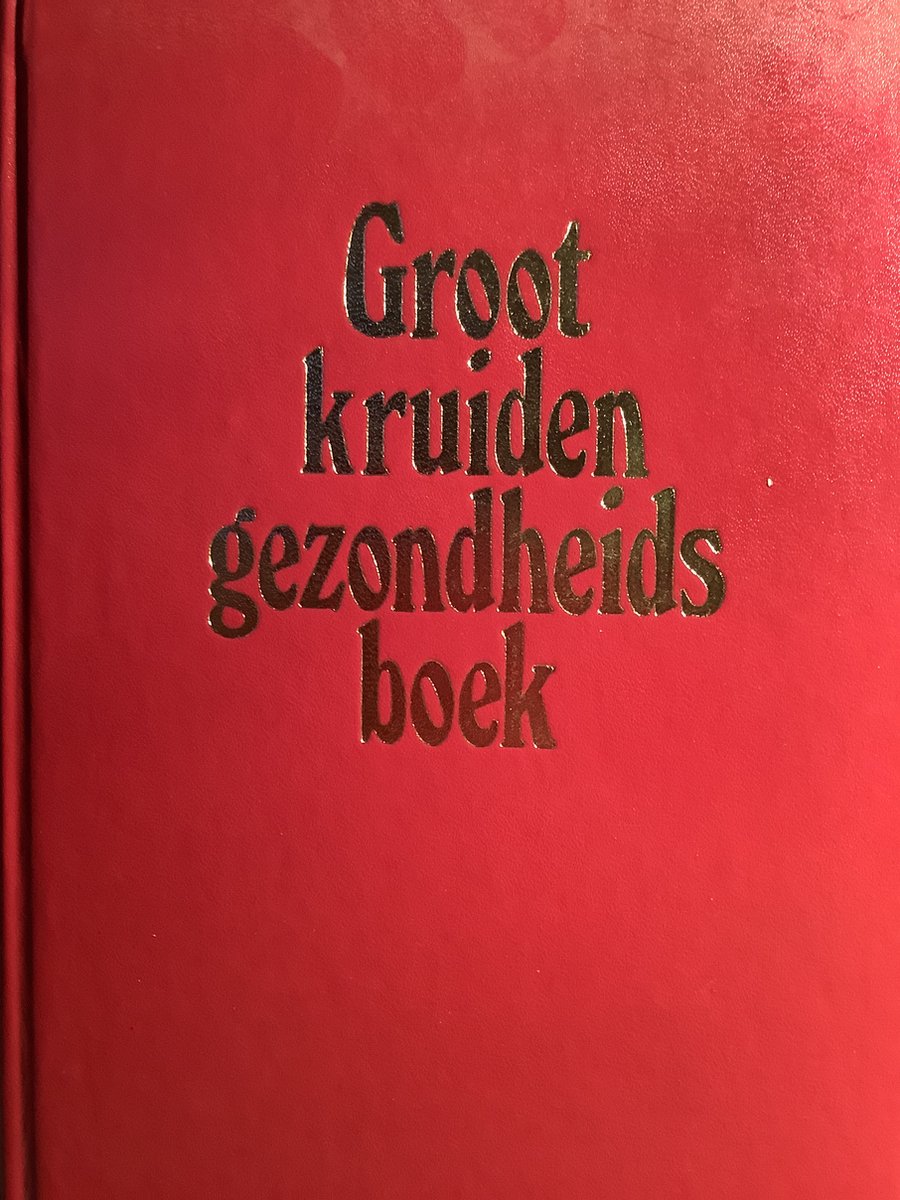 Groot
kruiden
gezondheids
boek